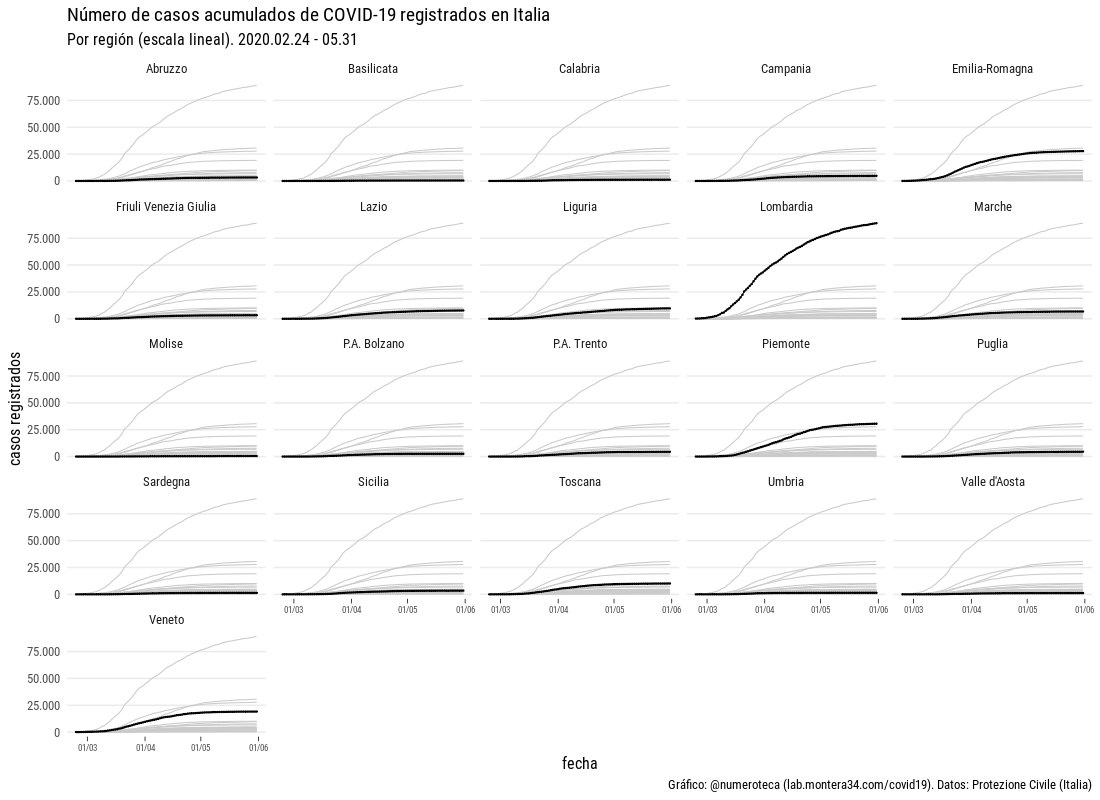 Número de casos acumulados de COVID-19 registrados en Italia
Por región (escala lineal). 2020.02.24 - 05.31
Abruzzo
Basilicata
Calabria
Campania
Emilia-Romagna
75.000
50.000
25.000
0
Friuli Venezia Giulia
Lazio
Liguria
Lombardia
Marche
75.000
50.000
25.000
0
casos registrados
Molise
P.A. Bolzano
P.A. Trento
Piemonte
Puglia
75.000
50.000
25.000
0
Sardegna
Sicilia
Toscana
Umbria
Valle d'Aosta
75.000
50.000
25.000
0
01/03 01/04 01/05 01/06
01/03 01/04 01/05 01/06
01/03 01/04 01/05 01/06
01/03 01/04 01/05 01/06
Veneto
75.000
50.000
25.000
0
01/03 01/04 01/05 01/06
fecha
Gráfico: @numeroteca (lab.montera34.com/covid19). Datos: Protezione Civile (Italia)